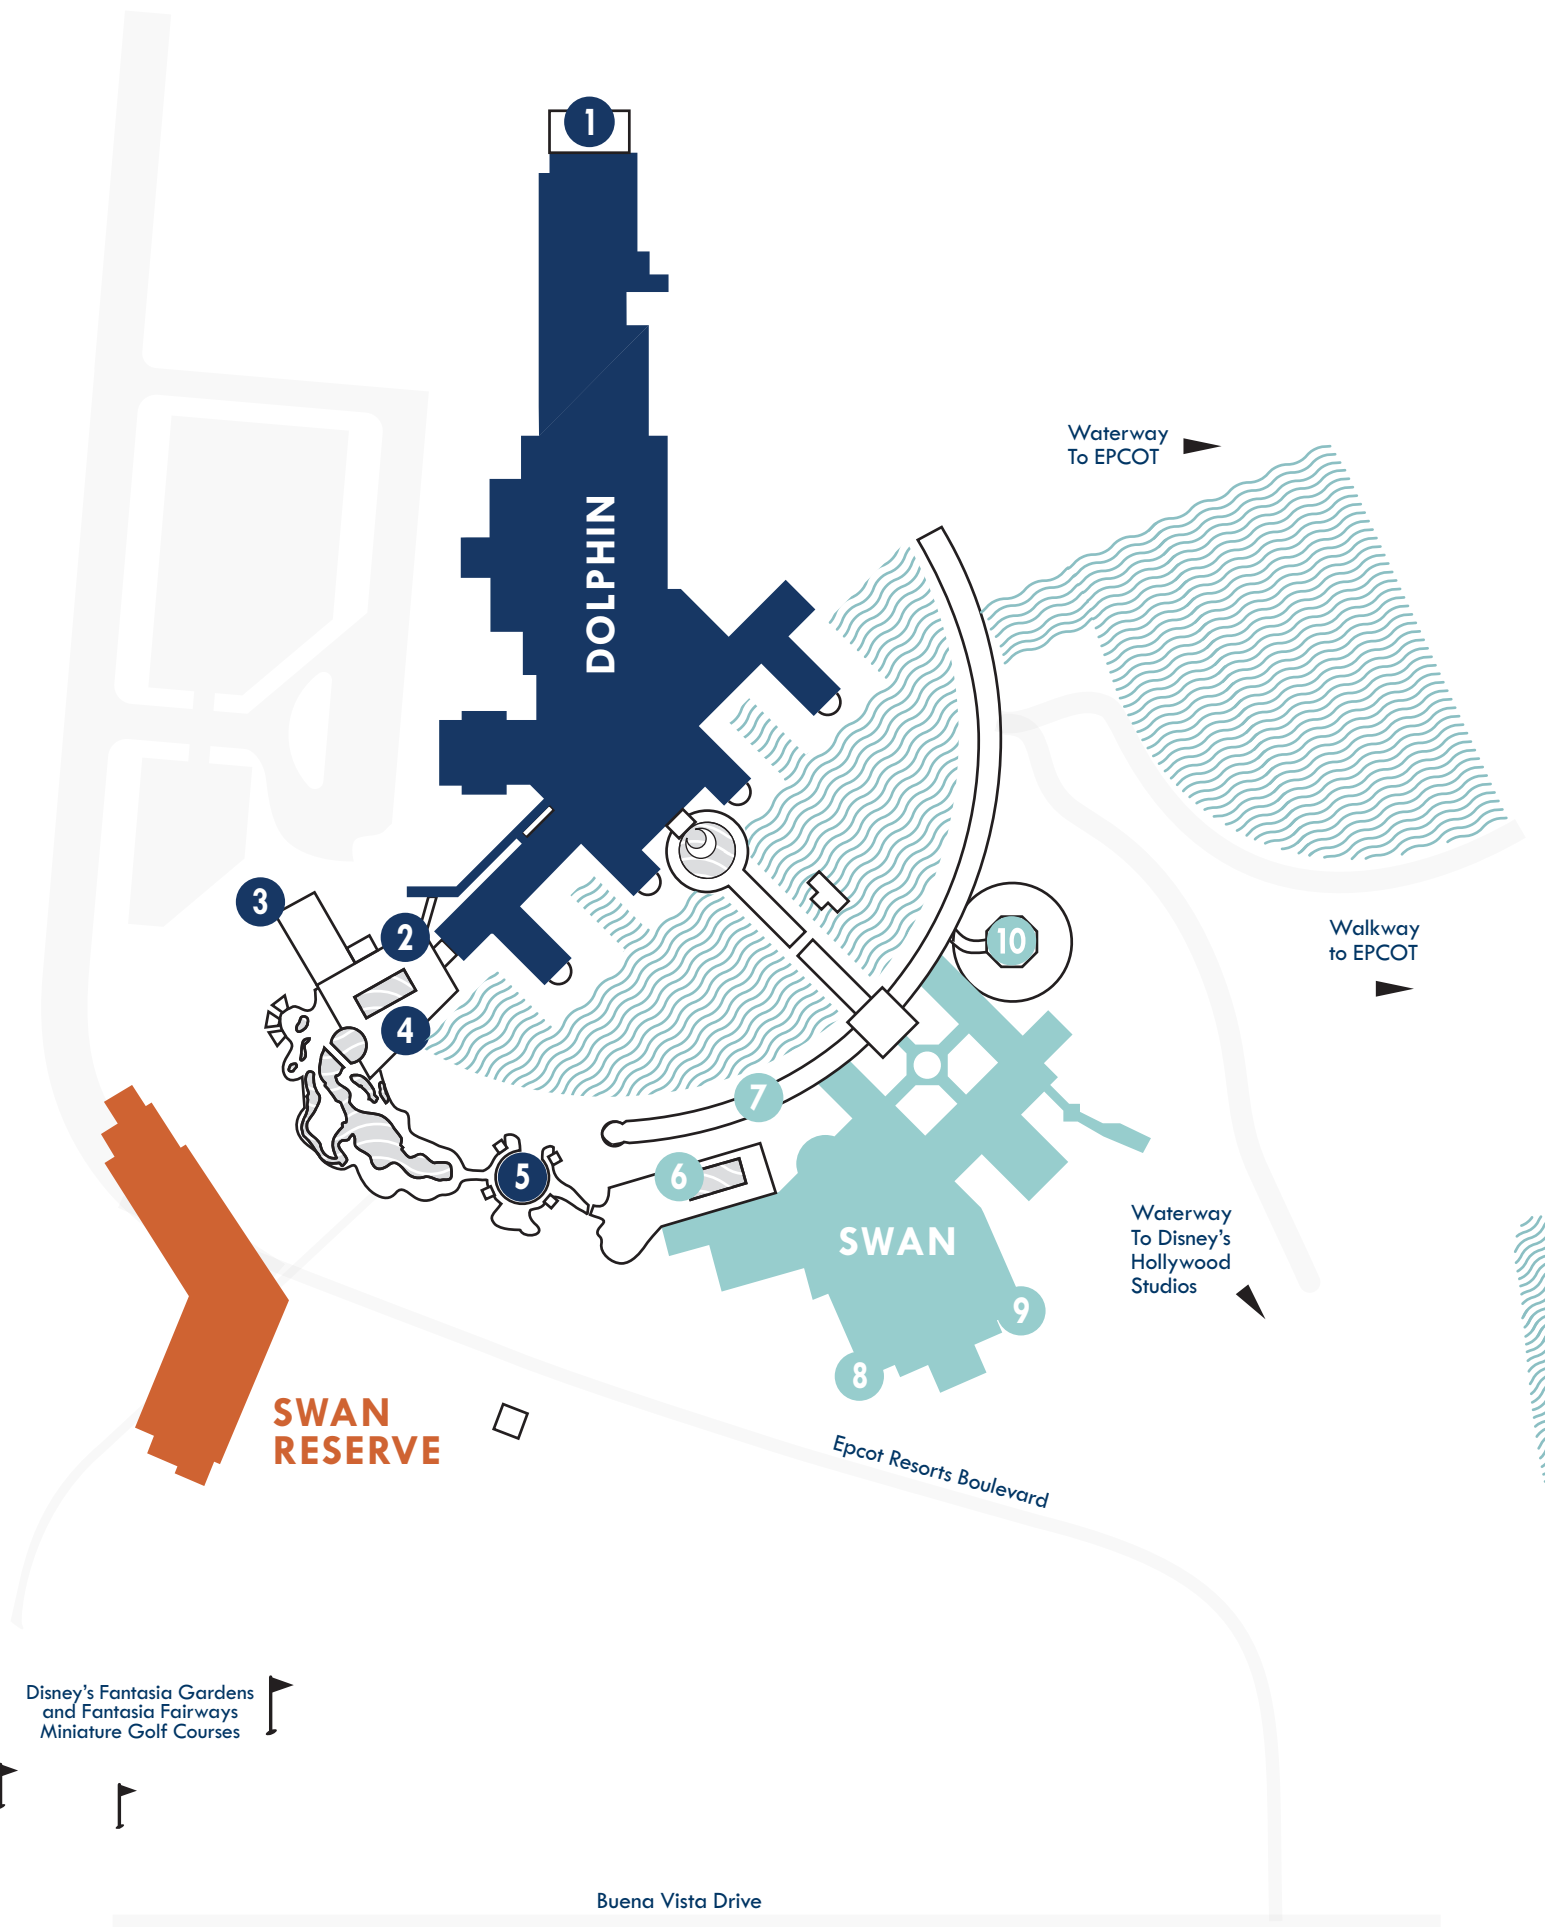 1
Waterway
To EPCOT
DOLPHIN
3
2
10
Walkway
to EPCOT
4
7
5
6
Waterway
To Disney's
Hollywood
Studios
SWAN
9
8
SWAN
RESERVE
Epcot Resorts Boulevard
Disney's Fantasia Gardens
and Fantasia Fairways
Miniature Golf Courses
Buena Vista Drive